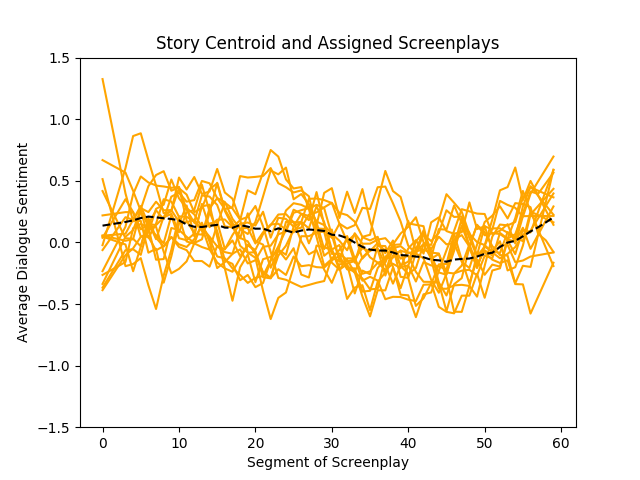 Story Centroid and Assigned Screenplays
Average Dialogue Sentiment
1.5
1.0
0.5
0.0
−0.5
−1.0
−1.5
0 10 20 30 40 50 60
Segment of Screenplay